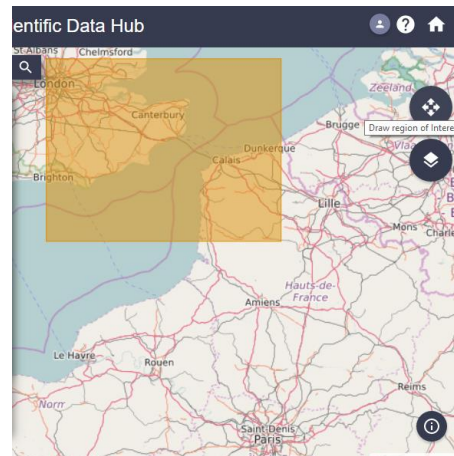 entific Data Hub
St Albans
Chelmsford
London
Zeeland
Canterbury
Brugge
Draw region of Intere
Dunkerque
Calais
Brighton
Lille
Mons
Charle
Hauts-de-
France
Amiens
Le Havre
Rouen
Reims
Norm
Saint-Denis
Paris